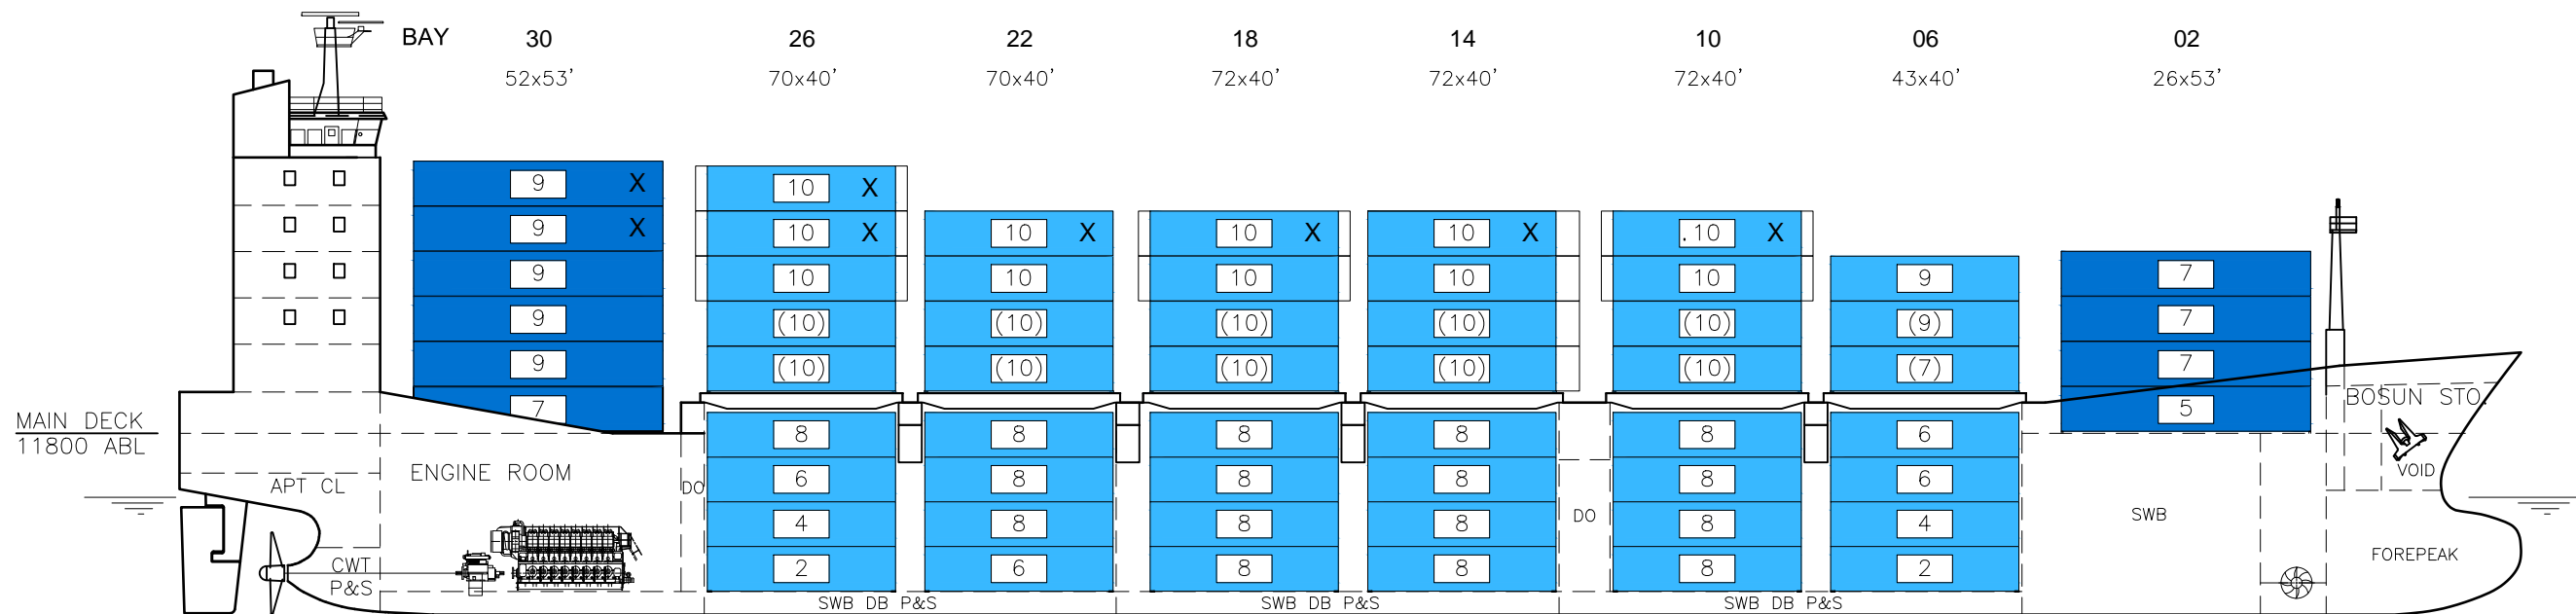 BAY 30 26 22 18 14 10 06 02
52x53' 70x40' 70x40' 72x40' 72x40' 72x40' 43x40' 26x53'
9 X 10 X
9 X 10 X 10 X 10 X 10 X .10 X
9 10 10 10 10 10 9 7
9 (10) (10) (10) (10) (10) (9) 7
9 (10) (10) (10) (10) (10) (7) 7
7 5
BOSUN STO.
MAIN DECK
11800 ABL
8 8 8 8 8 6
ENGINE ROOM 6 8 8 8 8 6 VOID
APT CL DO
4 8 8 8 8 4
DO SWB
CWT
P&S
2 6 8 8 8 2
FOREPEAK
SWB DB P&S SWB DB P&S SWB DB P&S